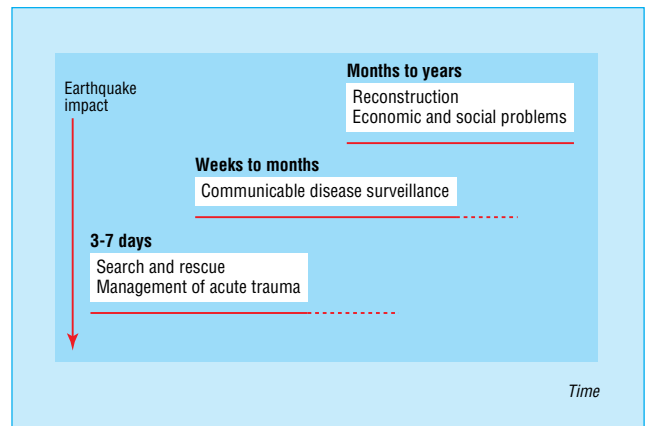 Months to years
Earthquake
impact
Reconstruction
Economic and social problems
Weeks to months
Communicable disease surveillance
3-7 days
Search and rescue
Management of acute trauma
Time